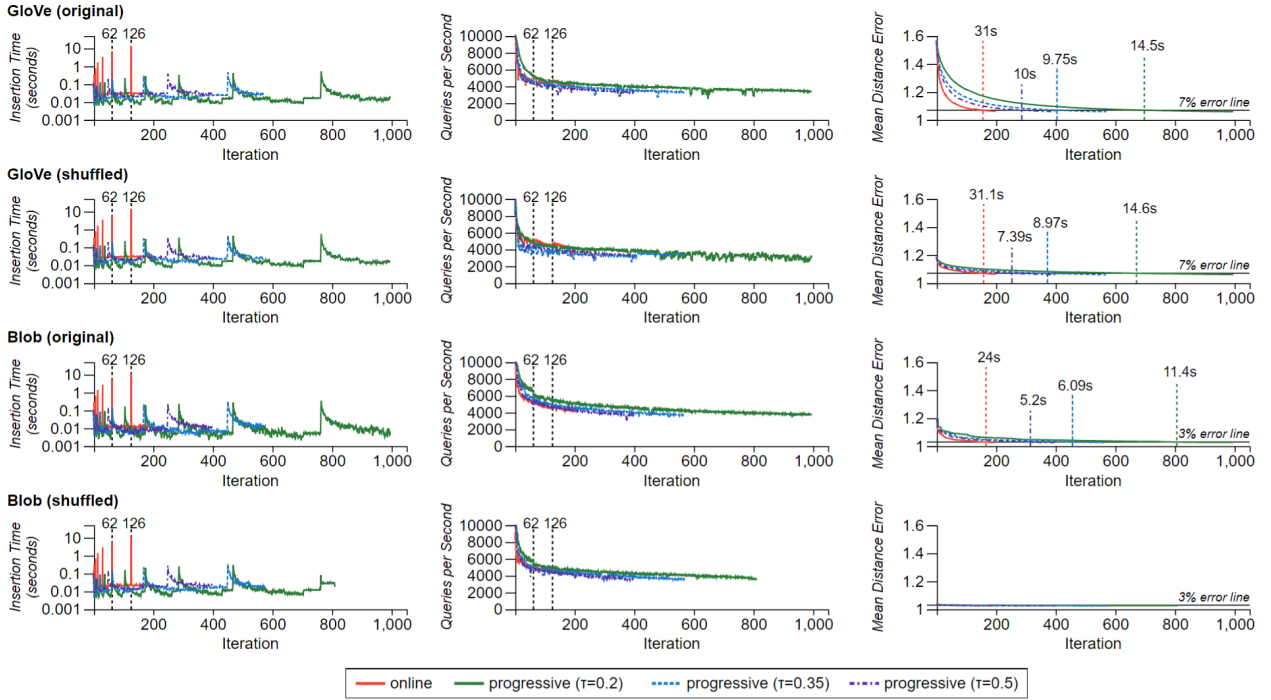 GloVe (original)
Insertion Time
(seconds)
10
1
0.1
0.01
0.001
62 126
200 400 600 800 1,000
Iteration
Queries per Second
10000
8000
6000
4000
2000
0
62 126
200 400 600 800 1,000
Iteration
Mean Distance Error
1.6
1.4
1.2
1
31s
10s
9.75s
14.5s
7% error line
200 400 600 800 1,000
Iteration
GloVe (shuffled)
Insertion Time
(seconds)
10
1
0.1
0.01
0.001
62 126
200 400 600 800 1,000
Iteration
Queries per Second
10000
8000
6000
4000
2000
0
62 126
200 400 600 800 1,000
Iteration
Mean Distance Error
1.6
1.4
1.2
1
31.1s
7.39s
8.97s
14.6s
7% error line
200 400 600 800 1,000
Iteration
Blob (original)
Insertion Time
(seconds)
10
1
0.1
0.01
0.001
62 126
200 400 600 800 1,000
Iteration
Queries per Second
10000
8000
6000
4000
2000
0
62 126
200 400 600 800 1,000
Iteration
Mean Distance Error
1.6
1.4
1.2
1
24s
5.2s
6.09s
11.4s
3% error line
200 400 600 800 1,000
Iteration
Blob (shuffled)
Insertion Time
(seconds)
10
1
0.1
0.01
0.001
62 126
200 400 600 800 1,000
Iteration
Queries per Second
10000
8000
6000
4000
2000
0
62 126
200 400 600 800 1,000
Iteration
Mean Distance Error
1.6
1.4
1.2
1
3% error line
200 400 600 800 1,000
Iteration
online progressive (τ=0.2) progressive (τ=0.35) progressive (τ=0.5)